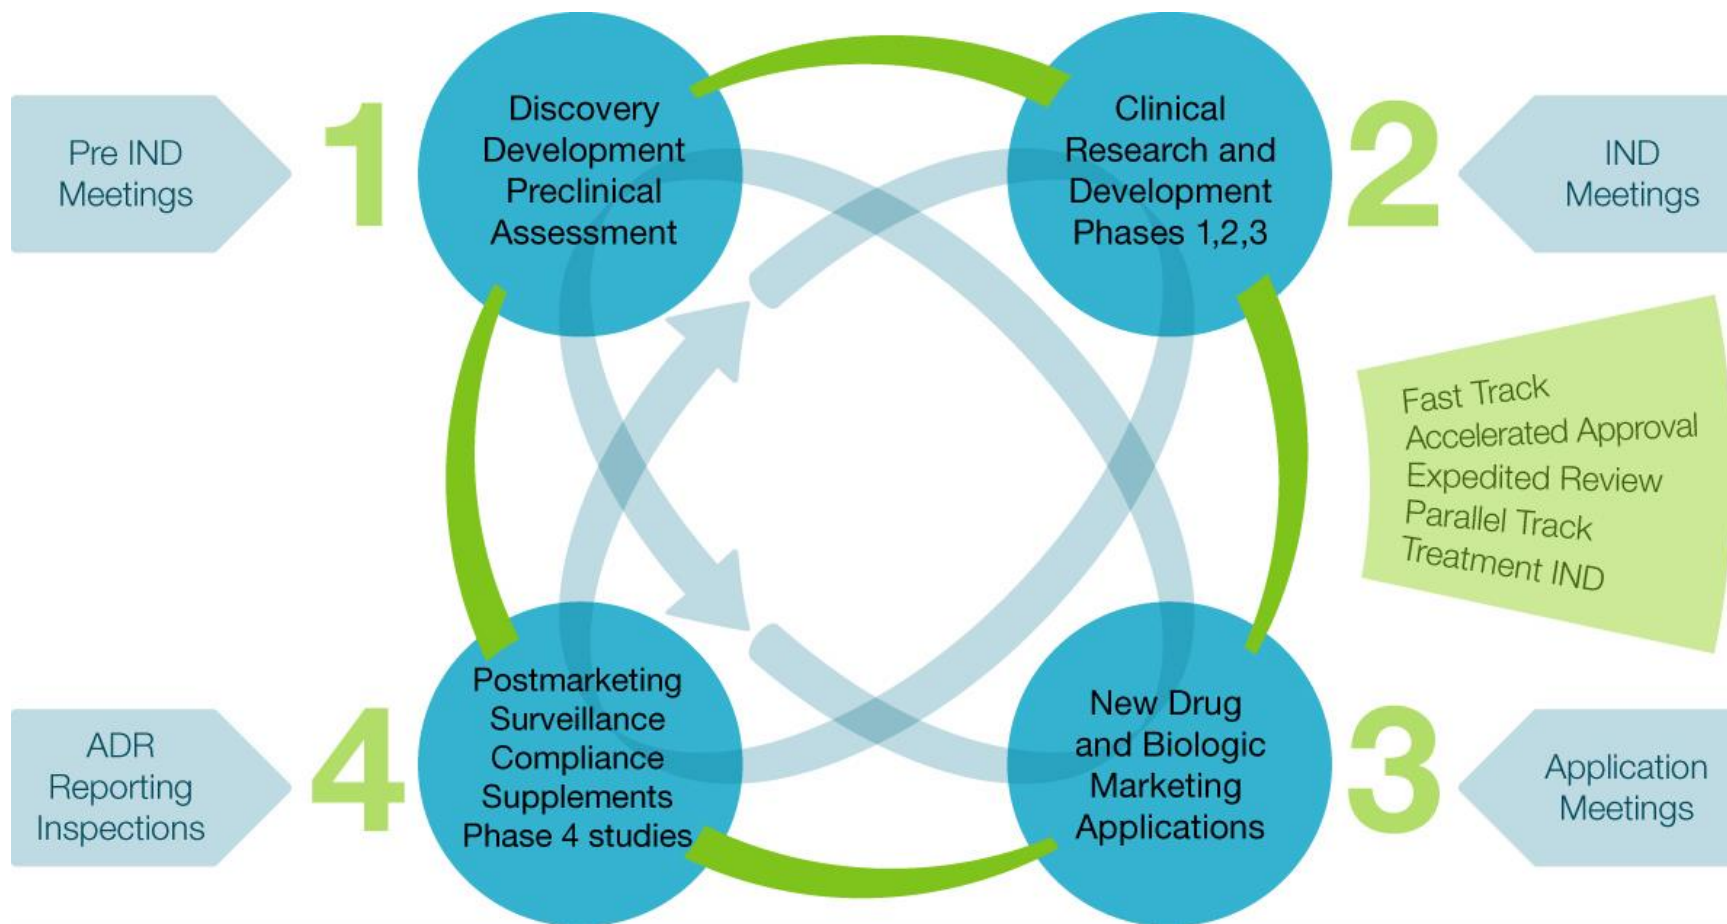 Pre IND
Meetings
1
Discovery
Development
Preclinical
Assessment
Clinical
Research and
Development
Phases 1,2,3
2
IND
Meetings
Fast Track
Accelerated Approval
Expedited Review
Parallel Track
Treatment IND
ADR
Reporting
Inspections
4
Postmarketing
Surveillance
Compliance
Supplements
Phase 4 studies
New Drug
and Biologic
Marketing
Applications
3
Application
Meetings